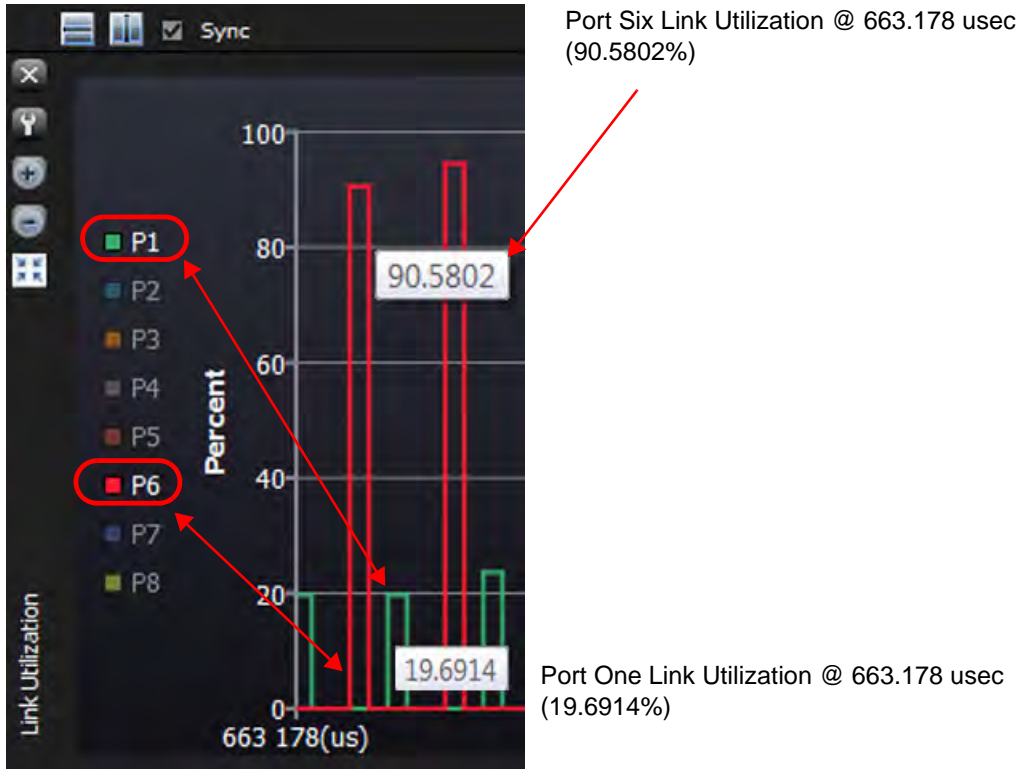 Sync
Port Six Link Utilization @ 663.178 usec
(90.5802%)
100
P1
80
90.5802
P2
P3
60
P4
Percent
P5
P6
40
P7
P8
20
Link Utilization
19.6914
Port One Link Utilization @ 663.178 usec
(19.6914%)
0
663 178(us)